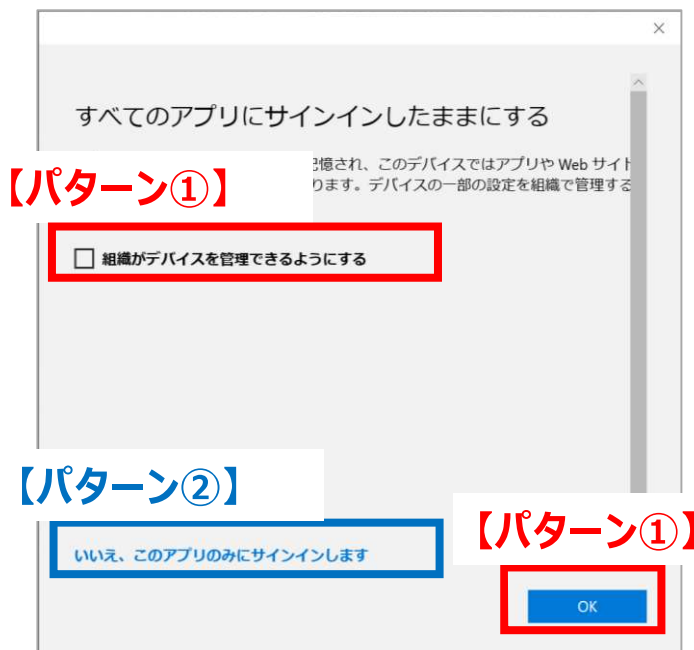 すべてのアプリにサインインしたままにする
憶され、このデバイスではアプリや Web サイト
ります。デバイスの一部の設定を組織で管理する
【パターン①】
組織がデバイスを管理できるようにする
【パターン②】
いいえ、このアプリのみにサインインします
【パターン①】
OK